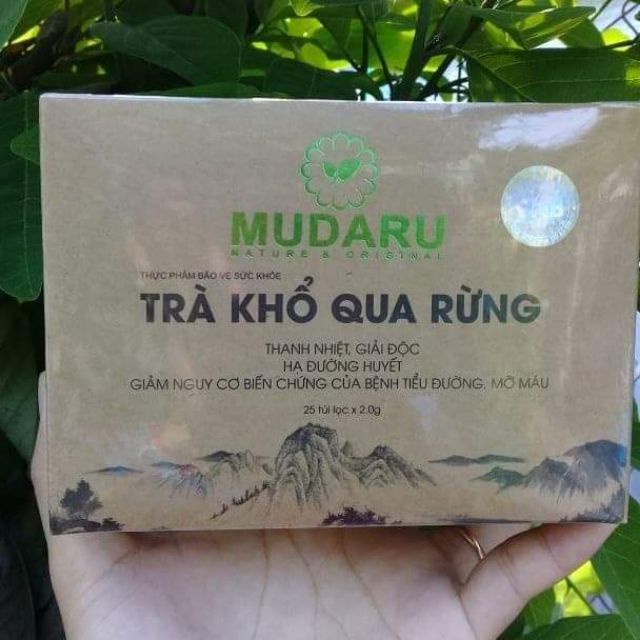 MUDARU
NATURE & ORIGINAL
THỰC PHẨM BẢO VỆ SỨC KHỎE
TRÀ KHỔ QUA RỪNG
THANH NHIỆT, GIẢI ĐỘC
HẠ ĐƯỜNG HUYẾT
GIẢM NGUY CƠ BIẾN CHỨNG CỦA BỆNH TIỂU ĐƯỜNG, MỠ MÁU
25 túi lọc x 2.0g